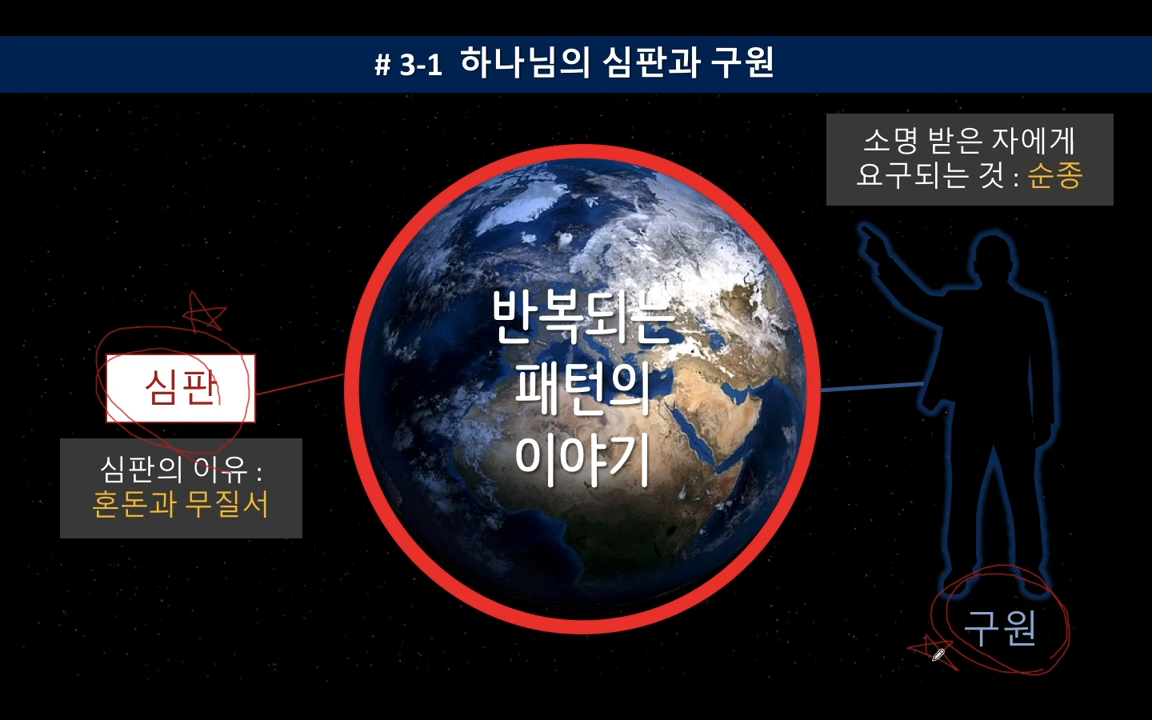 # 3-1 하나님의 심판과 구원
소명 받은 자에게
요구되는 것 : 순종
반복되는
패턴의
이야기
심판
심판의 이유 :
혼돈과 무질서
구원